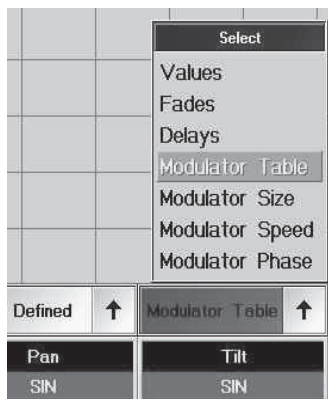 Select
Values
Fades
Delays
Modulator Table
Modulator Size
Modulator Speed
Modulator Phase
Defined Modulator Table
Pan Tilt
SIN SIN